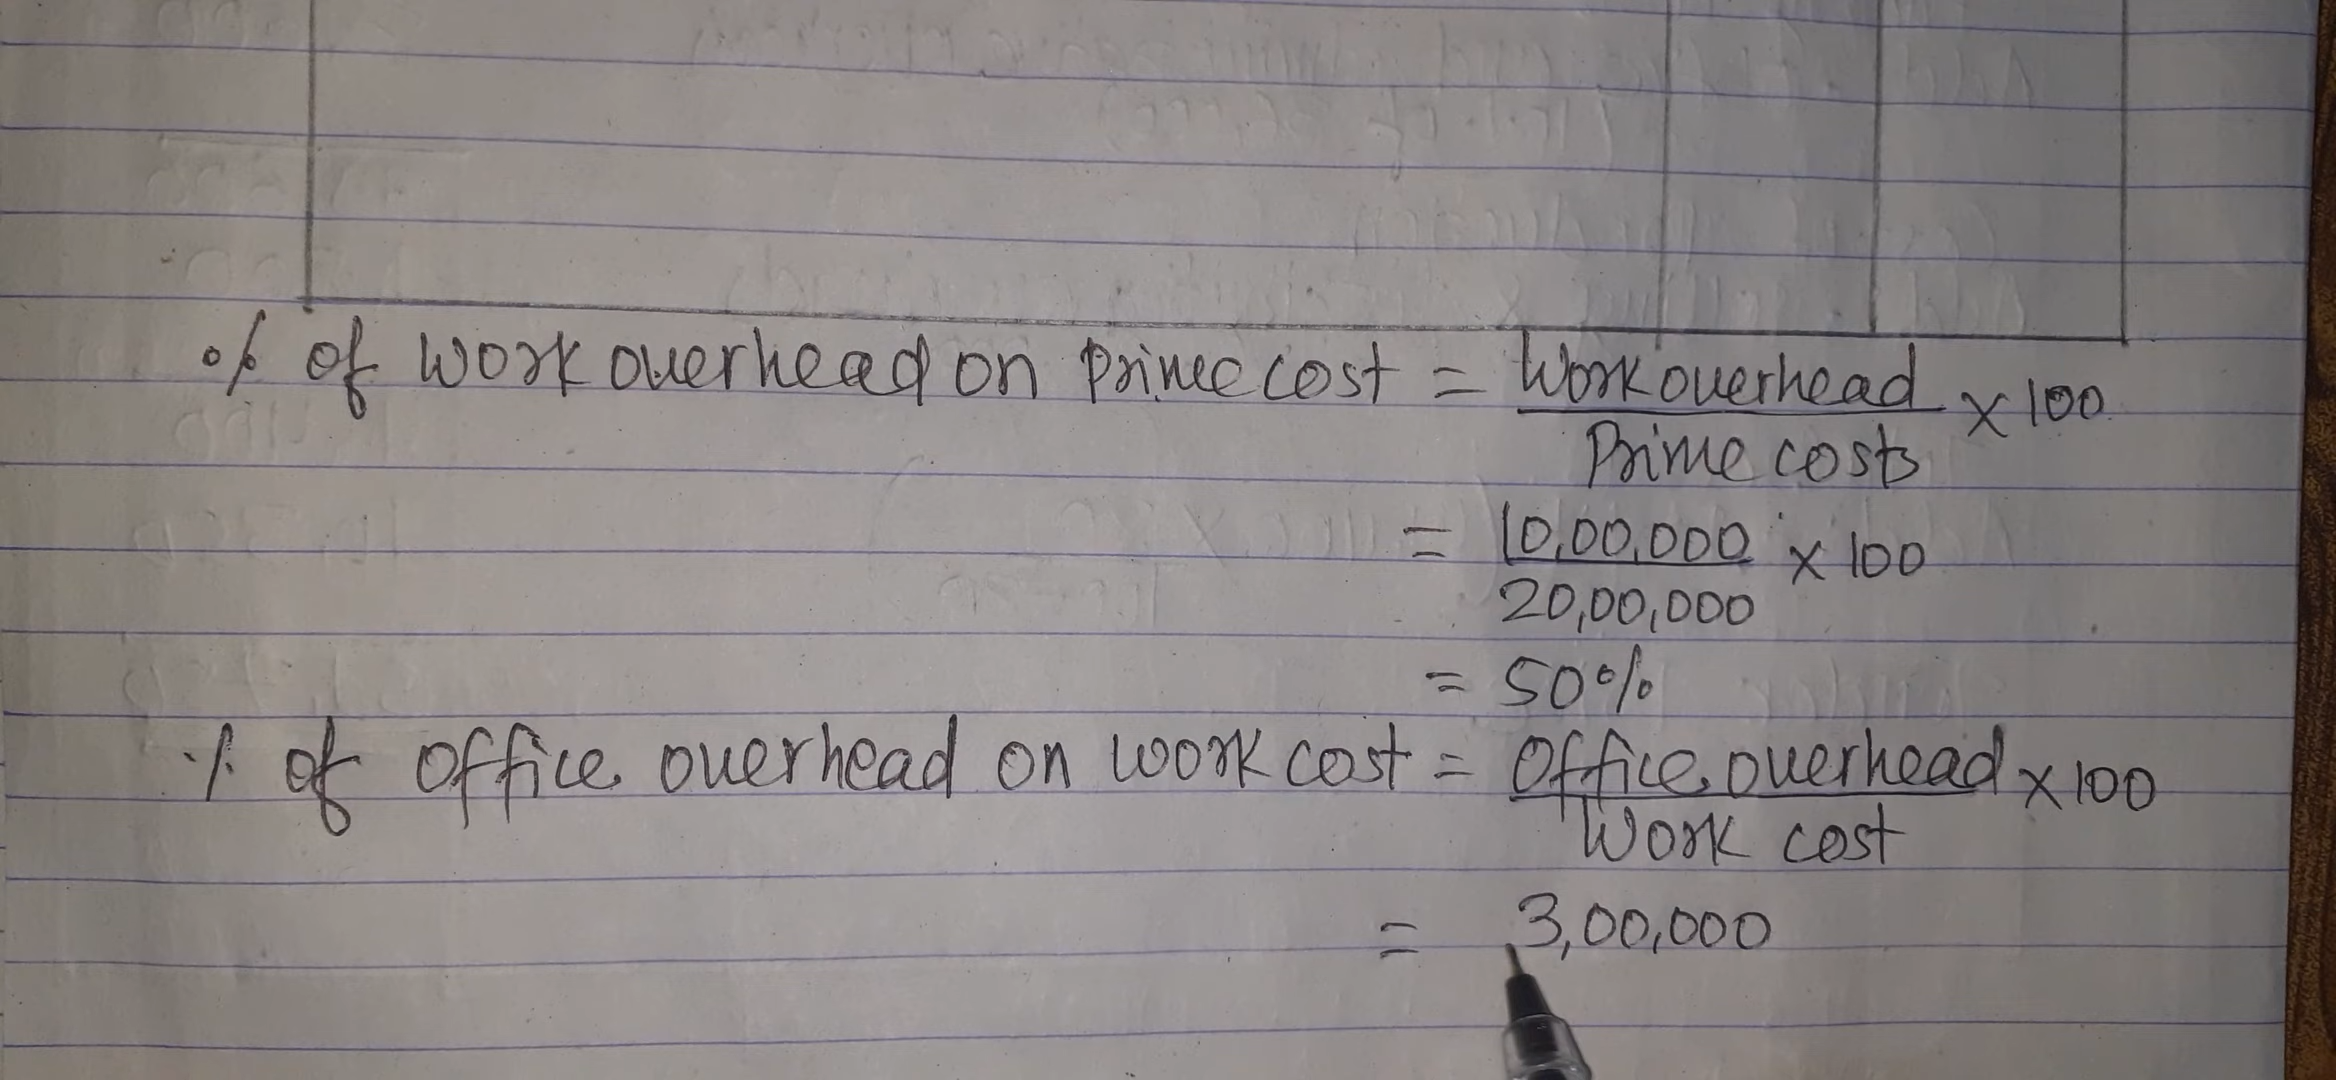 % of work overhead on prime cost = Work overhead × 100
Prime costs
= 10,00,000 × 100
20,00,000
= 50%
% of office overhead on work cost = Office overhead × 100
Work cost
= 3,00,000